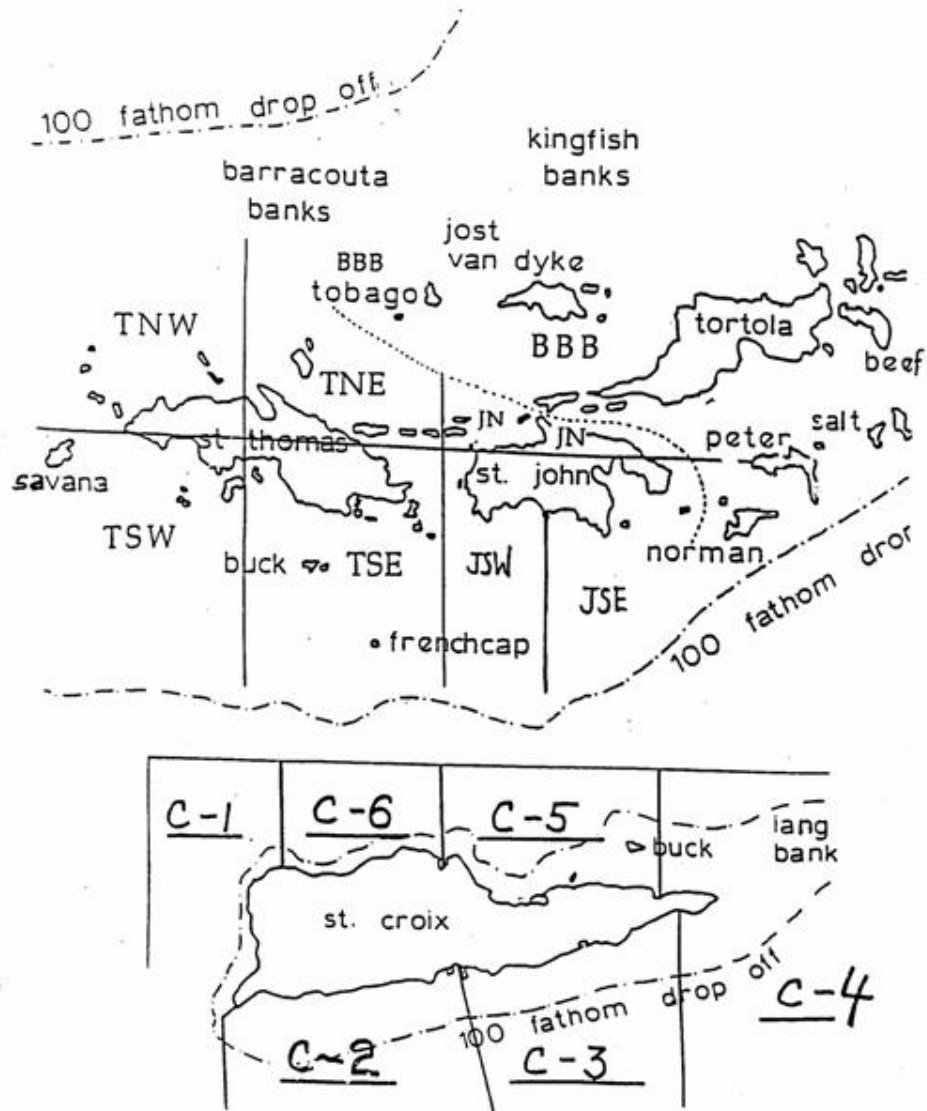 100 fathom drop off
kingfish
banks
barracouta
banks
jost
van dyke
BBB
tobago
TNW
BBB
tortola
beef
TNE
JN
JN
salt
peter
st. thomas
st. john
savana
TSW
norman
buck
TSE
JSW
JSE
frenchcap
100 fathom drop
C-1
C-6
C-5
buck
lang
bank
st. croix
100 fathom drop off
C-4
C-2
C-3